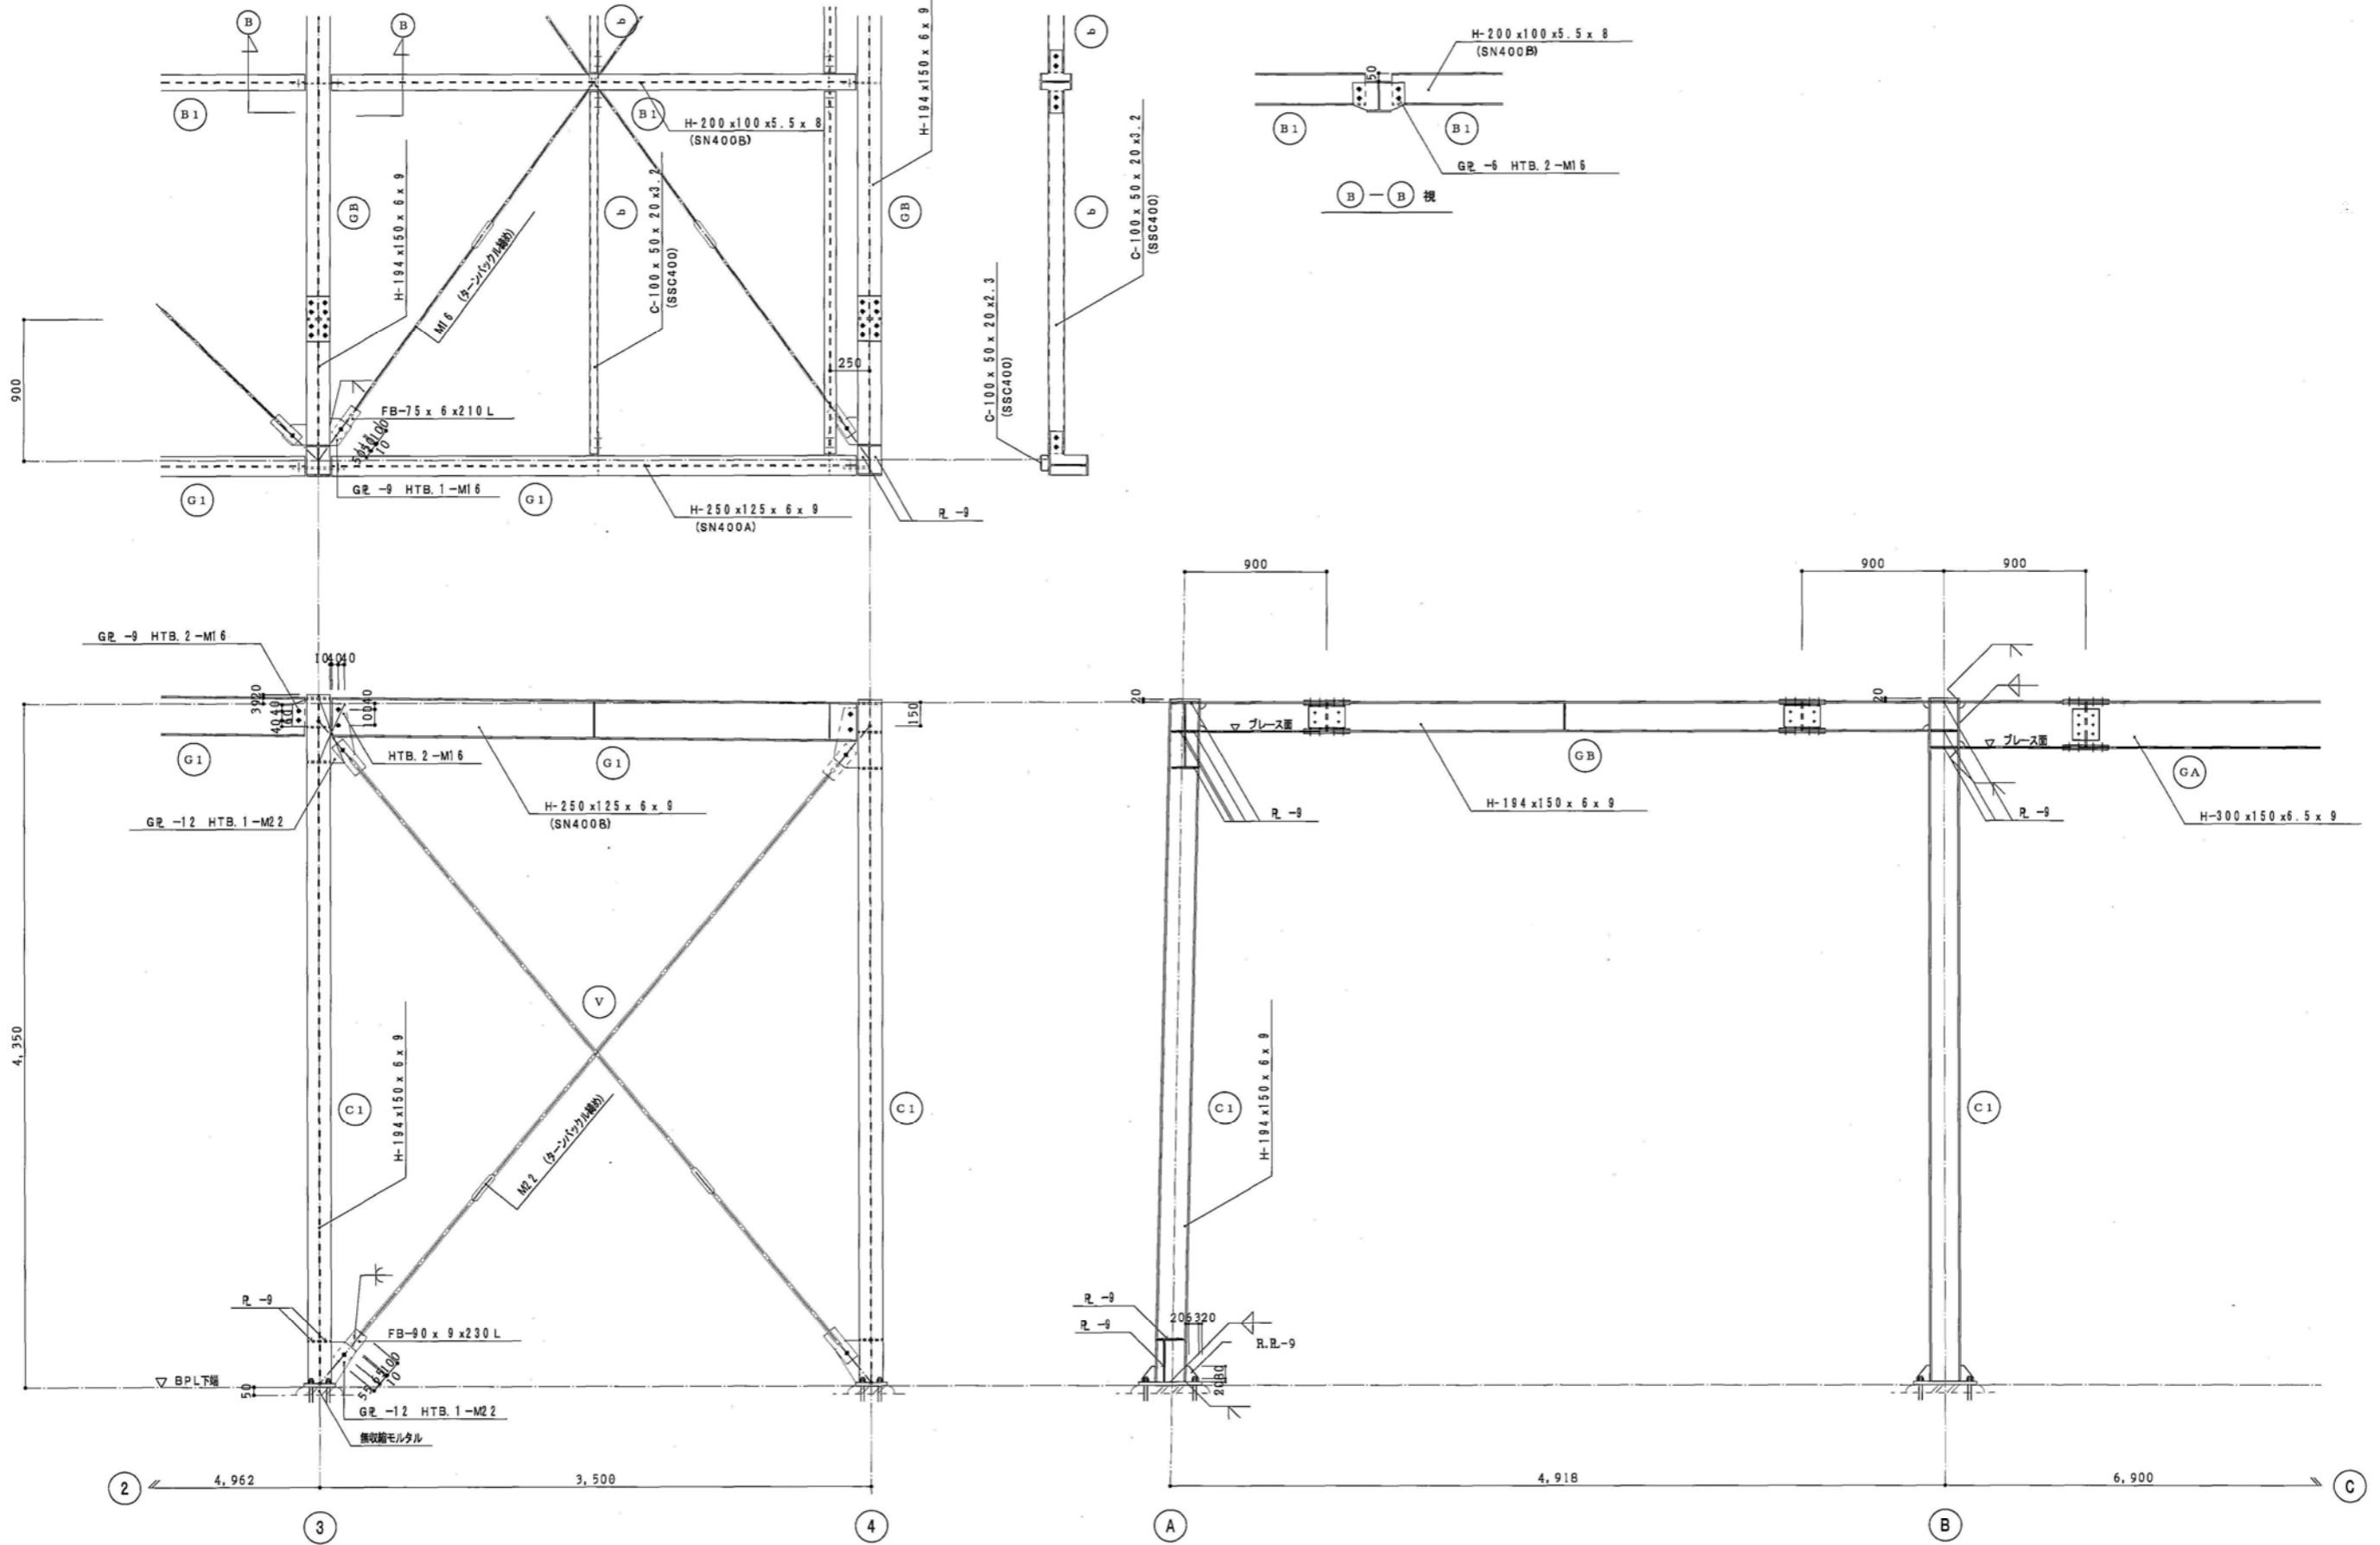 B
B
b
b
H-194x150x6x9
H-200x100x5.5x8
(SN400B)
50
B1
B1
H-200x100x5.5x8
(SN400B)
B1
B1
GPL-6 HTB.2-M16
B-B 視
GB
H-194x150x6x9
b
C-100x50x20x3.2
(SSC400)
GB
b
C-100x50x20x3.2
(SSC400)
M16 (ターンバックル締め)
C-100x50x20x2.3
(SSC400)
900
250
FB-75x6x210L
GPL-9 HTB.1-M16
G1
G1
H-250x125x6x9
(SN400A)
PL-9
900
900
900
GPL-9 HTB.2-M16
104040
3920
406040
10040
150
20
20
ブレース面
ブレース面
G1
HTB.2-M16
G1
GB
GA
H-250x125x6x9
(SN400B)
GPL-12 HTB.1-M22
PL-9
H-194x150x6x9
PL-9
H-300x150x6.5x9
4,350
V
H-194x150x6x9
C1
M22 (ターンバックル締め)
C1
C1
H-194x150x6x9
C1
PL-9
FB-90x9x230L
10
PL-9
PL-9
206320
R.PL-9
2080
BPL下端
50
GPL-12 HTB.1-M22
無収縮モルタル
2
4,962
3,500
4,918
6,900
C
3
4
A
B